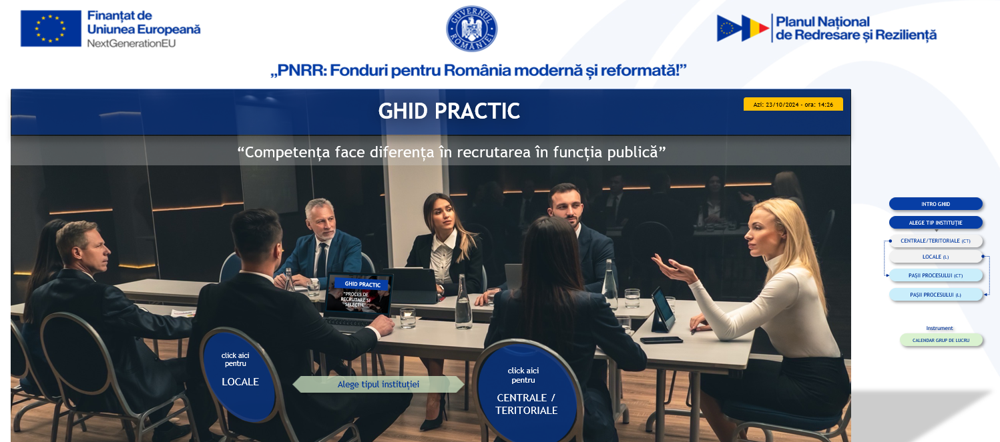 Finanțat de
Uniunea Europeană
NextGenerationEU
GUVERNUL ROMÂNIEI
Planul Național
de Redresare și Reziliență
„PNRR: Fonduri pentru România modernă și reformată!”
GHID PRACTIC
Azi: 23/10/2024 - ora: 14:26
“Competența face diferența în recrutarea în funcția publică”
INTRO GHID
ALEGE TIP INSTITUȚIE
CENTRALE/TERITORIALE (CT)
LOCALE (L)
PAȘII PROCESULUI (CT)
PAȘII PROCESULUI (L)
Instrument
CALENDAR GRUP DE LUCRU
GHID PRACTIC
“PROCES DE
RECRUTARE ȘI
SELECȚIE”
click aici
pentru
LOCALE
Alege tipul instituției
click aici
pentru
CENTRALE /
TERITORIALE